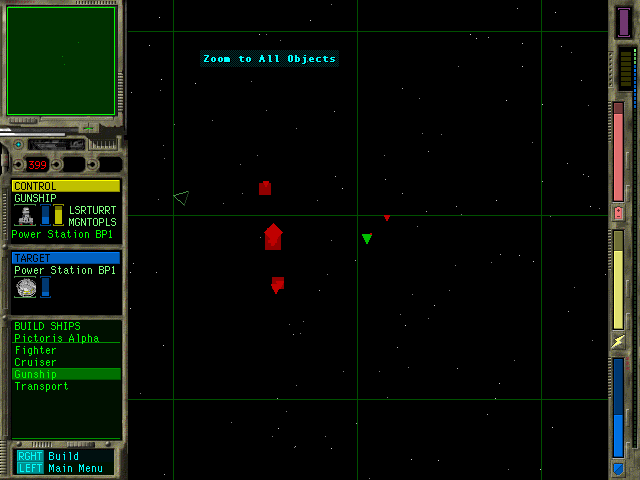 Zoom to All Objects
399
CONTROL
GUNSHIP
LSRTURRT
MGNTOPLS
Power Station BP1
TARGET
Power Station BP1
BUILD SHIPS
Pictoris Alpha
Fighter
Cruiser
Gunship
Transport
RGHT Build
LEFT Main Menu